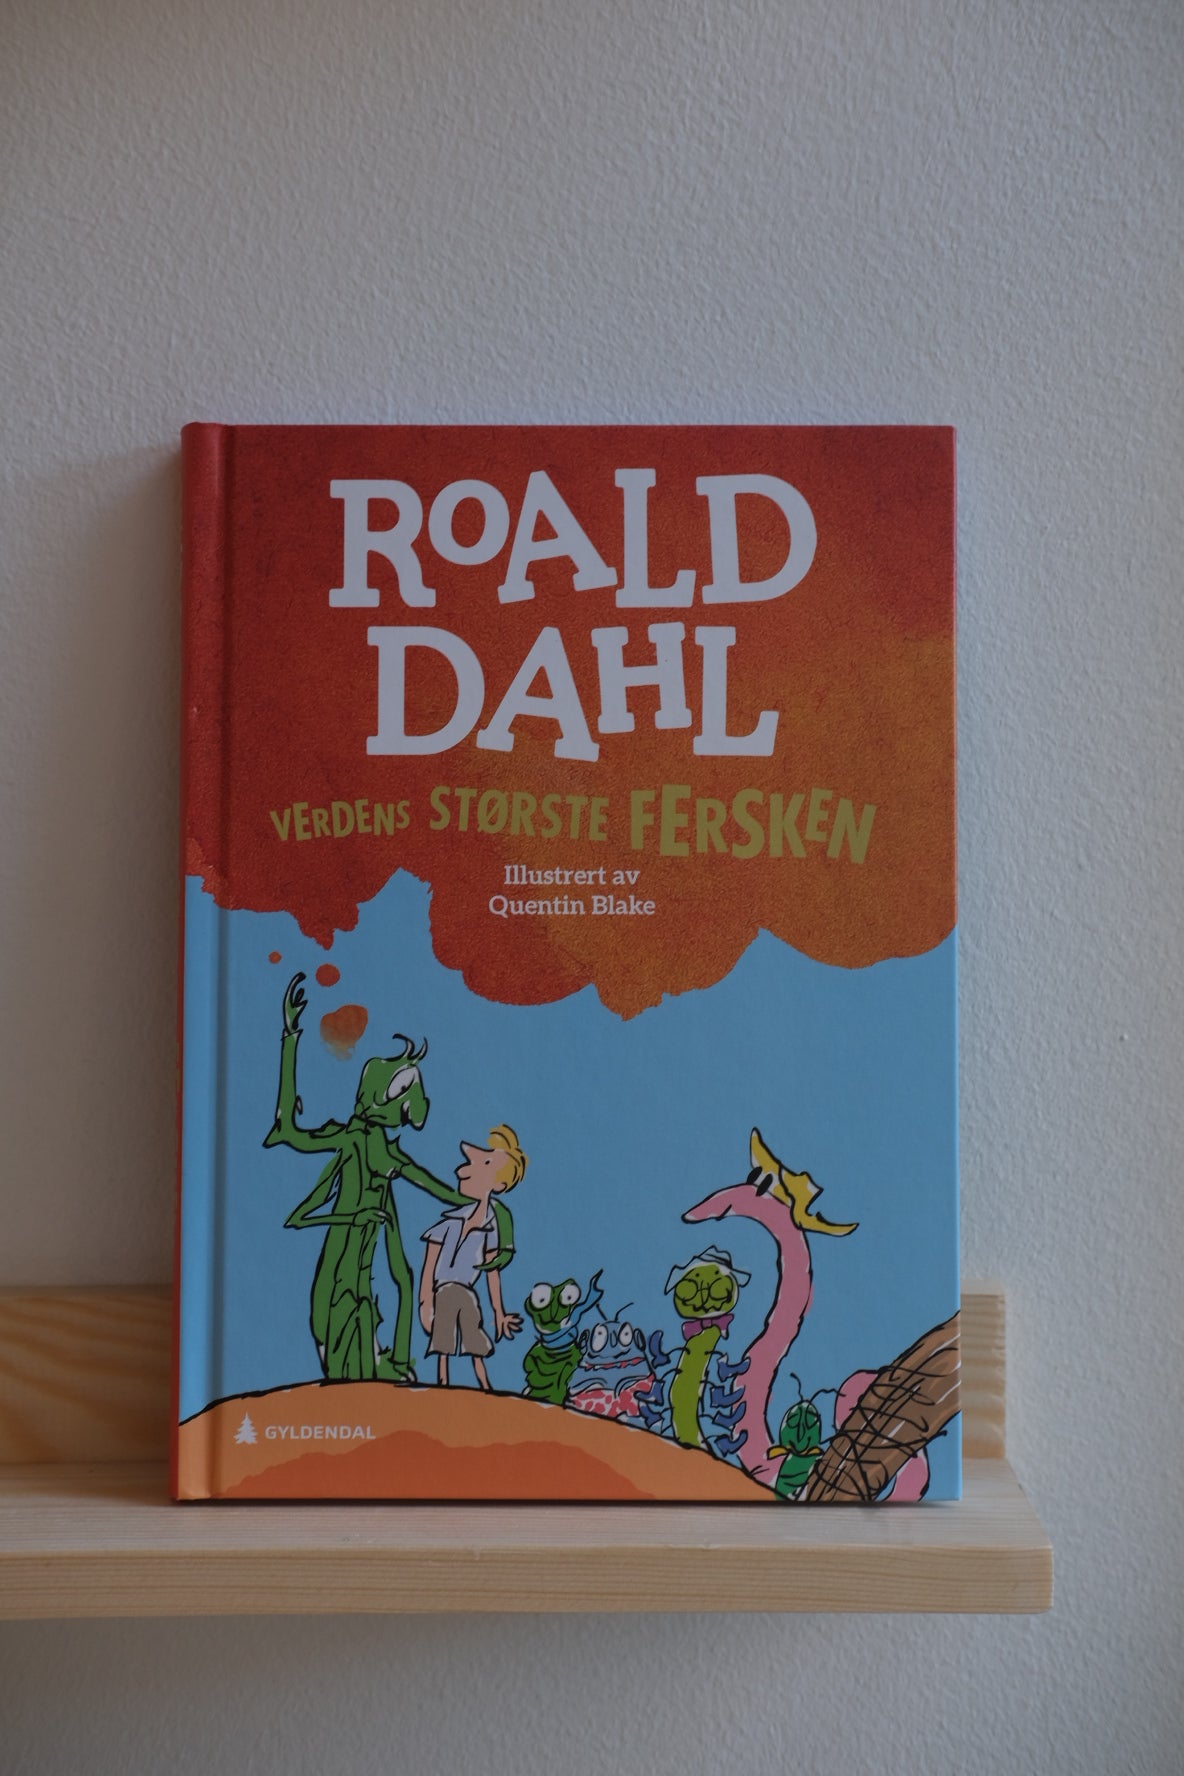 ROALD
DAHL
VERDENS STØRSTE FERSKEN
Illustrert av
Quentin Blake
GYLDENDAL